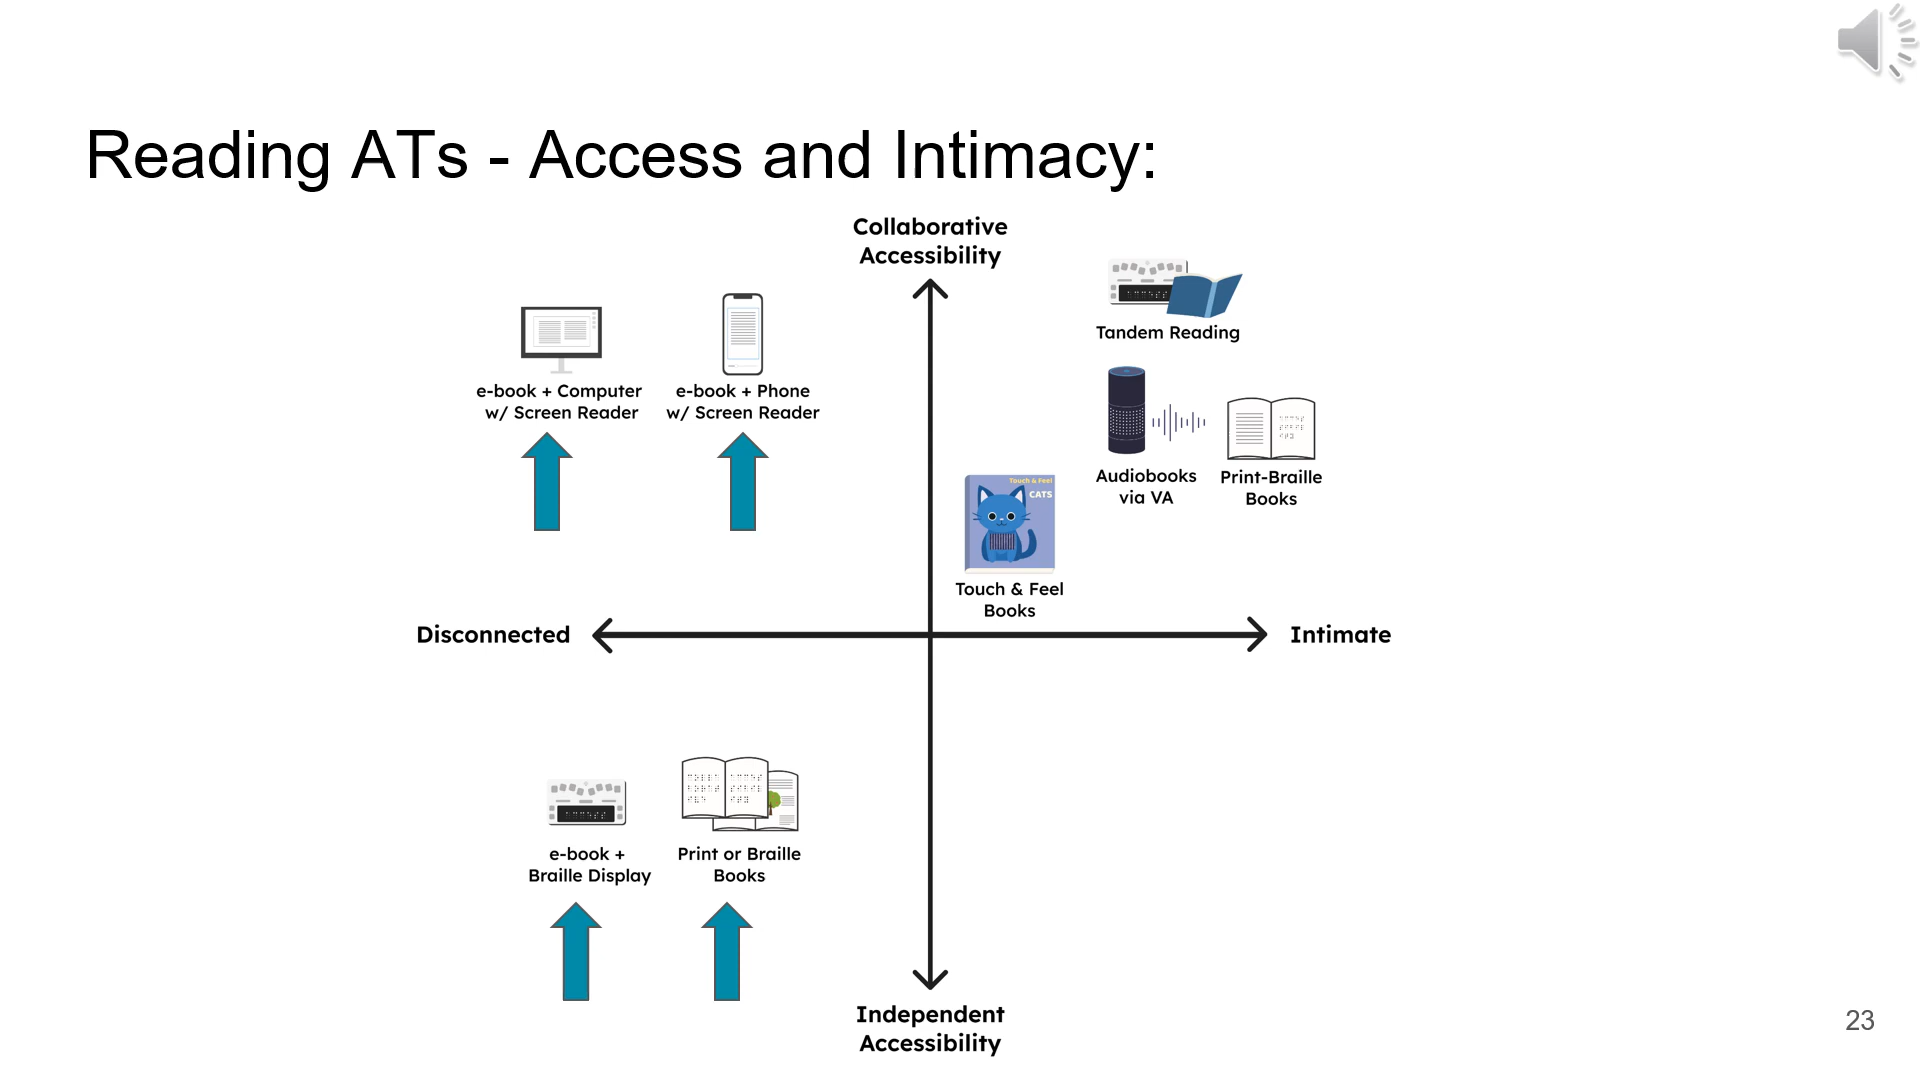 Reading ATs - Access and Intimacy:
Collaborative
Accessibility
Tandem Reading
e-book + Computer
w/ Screen Reader
e-book + Phone
w/ Screen Reader
Audiobooks
via VA
Print-Braille
Books
Touch & Feel
CATS
Touch & Feel
Books
Disconnected
Intimate
e-book +
Braille Display
Print or Braille
Books
Independent
Accessibility
23